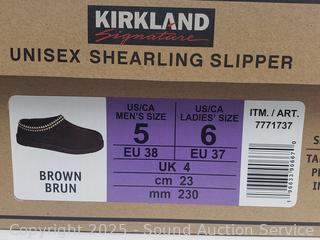 KIRKLAND
Signature
UNISEX SHEARLING SLIPPER
BROWN
BRUN
US/CA
MEN'S SIZE
5
EU 38
US/CA
LADIES' SIZE
6
EU 37
UK 4
cm 23
mm 230
ITM. / ART.
7771737
Copyright 2025 - Sound Auction Service